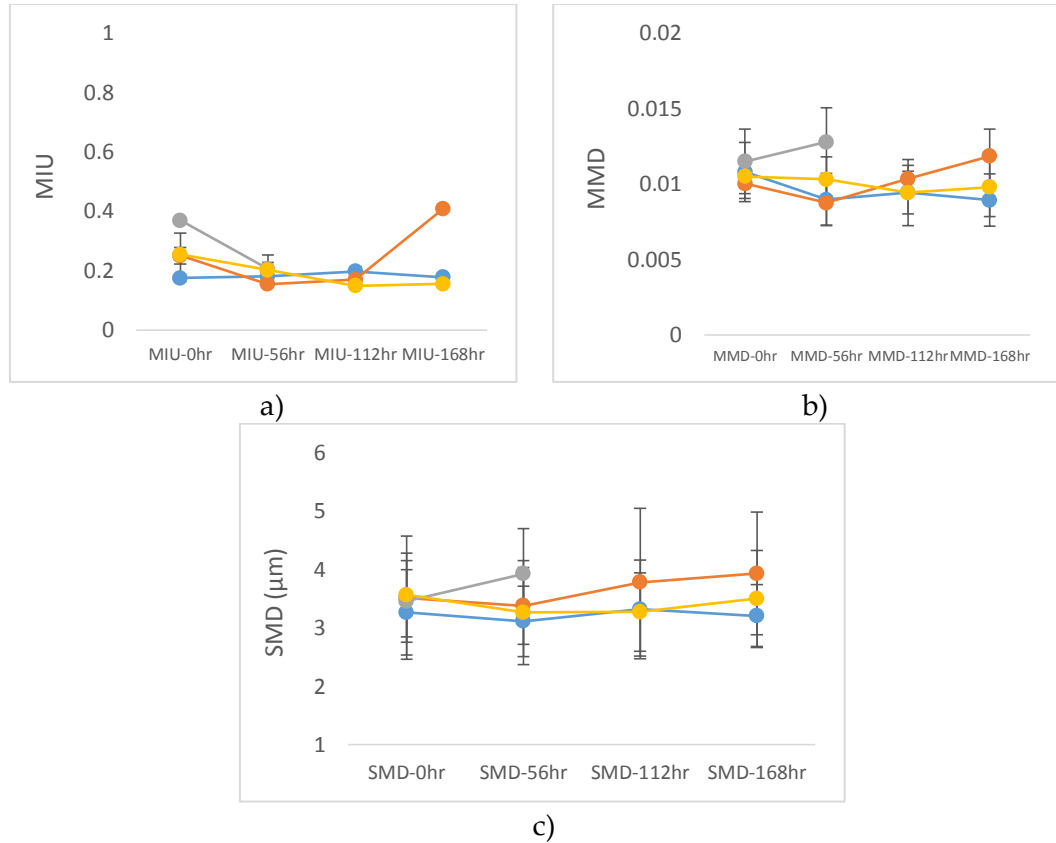 1
0.8
0.6
0.4
0.2
0
MIU
MIU-0hr MIU-56hr MIU-112hr MIU-168hr
a)
0.02
0.015
0.01
0.005
0
MMD
MMD-0hr MMD-56hr MMD-112hr MMD-168hr
b)
6
5
4
3
2
1
SMD (μm)
SMD-0hr SMD-56hr SMD-112hr SMD-168hr
c)